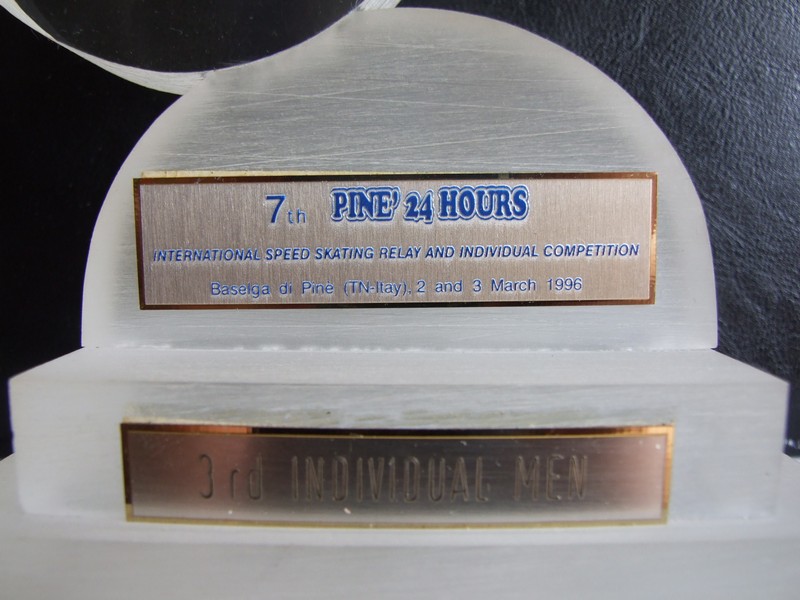 7th PINE' 24 HOURS
INTERNATIONAL SPEED SKATING RELAY AND INDIVIDUAL COMPETITION
Baselga di Pinè (TN-Itay), 2 and 3 March 1996
3rd INDIVIDUAL MEN